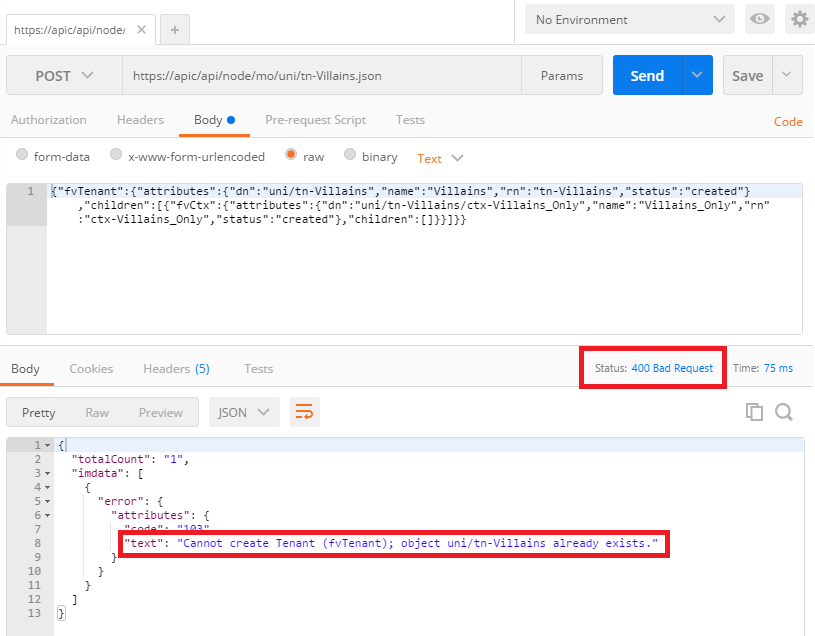 https://apic/api/node/
No Environment
POST
https://apic/api/node/mo/uni/tn-Villains.json
Params
Send
Save
Authorization
Headers
Body
Pre-request Script
Tests
Code
form-data
x-www-form-urlencoded
raw
binary
Text
1 {"fvTenant":{"attributes":{"dn":"uni/tn-Villains","name":"Villains","rn":"tn-Villains","status":"created"}
,"children":[{"fvCtx":{"attributes":{"dn":"uni/tn-Villains/ctx-Villains_Only","name":"Villains_Only","rn"
:"ctx-Villains_Only","status":"created"},"children":[]}}]}}
Body
Cookies
Headers (5)
Tests
Status: 400 Bad Request
Time: 75 ms
Pretty
Raw
Preview
JSON
1 {
2 "totalCount": "1",
3 "imdata": [
4 {
5 "error": {
6 "attributes": {
7 "code": "103",
8 "text": "Cannot create Tenant (fvTenant); object uni/tn-Villains already exists."
9 }
10 }
11 }
12 ]
13 }